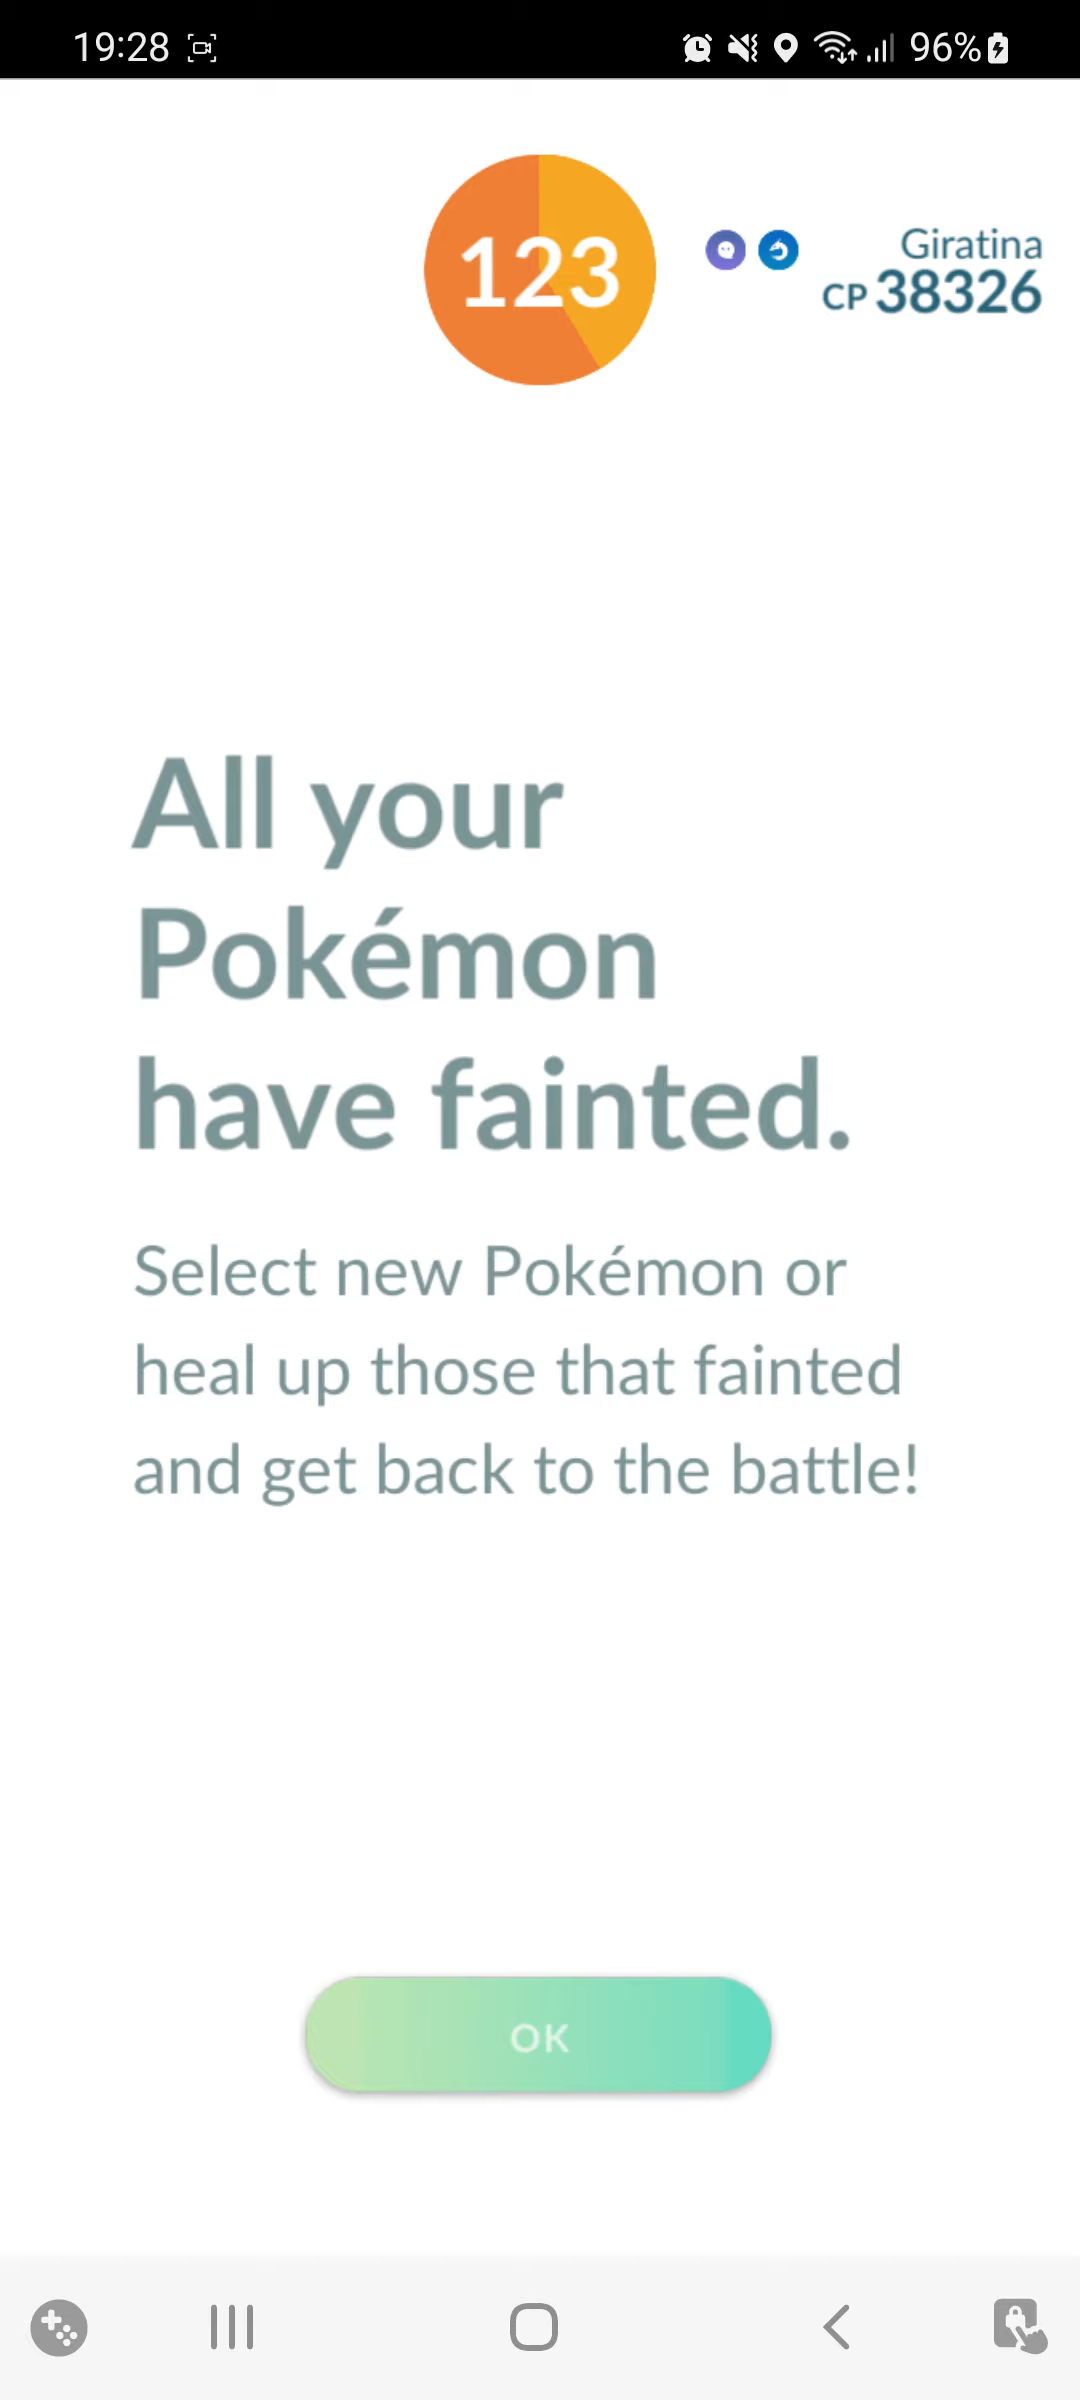 19:28
96%
123
Giratina
CP 38326
All your
Pokémon
have fainted.
Select new Pokémon or
heal up those that fainted
and get back to the battle!
OK